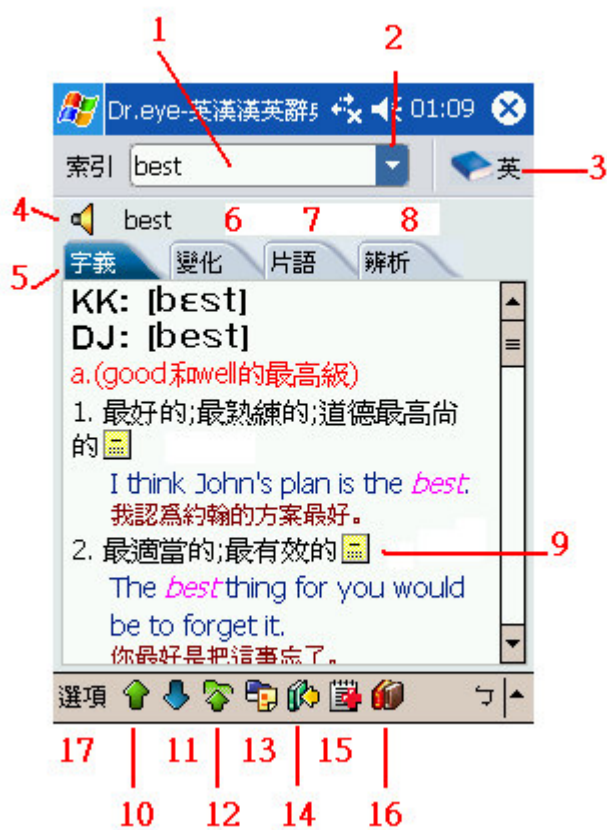 1
2
Dr.eye-英漢漢英辭 01:09
索引 best 英 3
4 best 6 7 8
5 字義 變化 片語 辨析
KK: [bɛst]
DJ: [best]
a.(good和well的最高級)
1. 最好的;最熟練的;道德最高尚
的
I think John's plan is the best.
我認爲約翰的方案最好。
2. 最適當的;最有效的 9
The best thing for you would
be to forget it.
你最好是把這事忘了。
選項 ㄅ
17 11 13 15
10 12 14 16